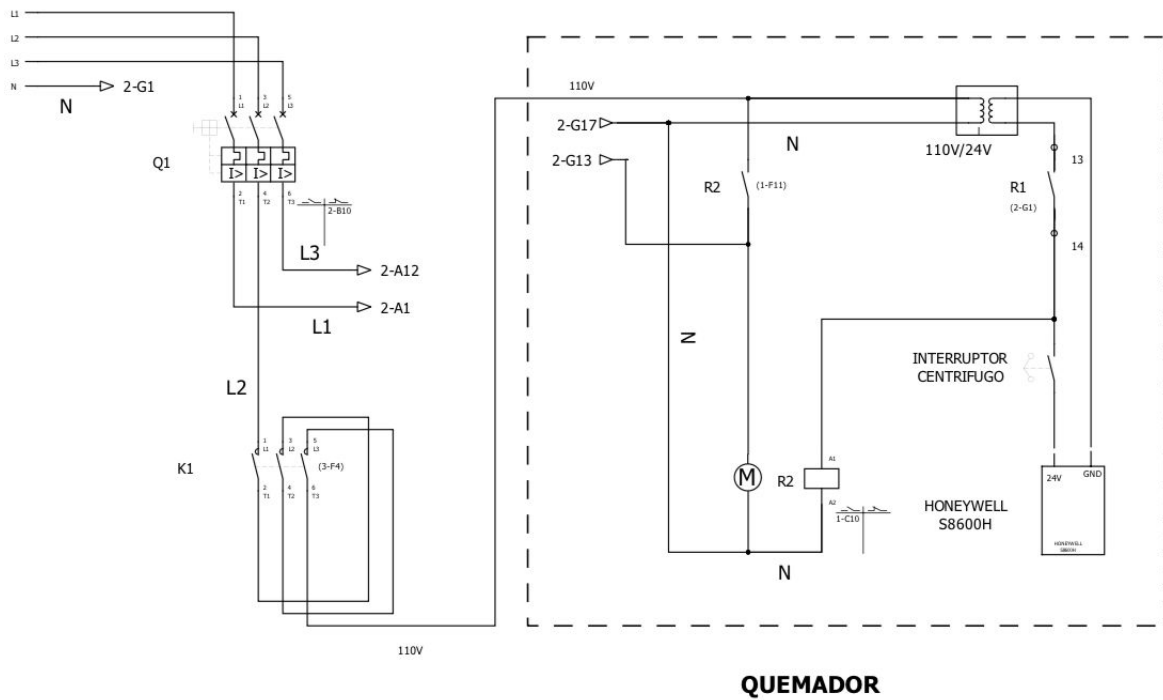 L1
L2
L3
N
N
2-G1
1
3
5
L1
L2
L3
Q1
I>
I>
I>
2
4
6
T1
T2
T3
2-B10
L3
2-A12
2-A1
L1
L2
1
3
5
L1
L2
L3
K1
(3-F4)
2
4
6
T1
T2
T3
110V
110V
2-G17
N
110V/24V
2-G13
R2
(1-F11)
R1
(2-G1)
13
14
N
INTERRUPTOR
CENTRIFUGO
M
R2
A1
A2
1-C10
N
24V
GND
HONEYWELL
S8600H
HONEYWELL
S8600H
QUEMADOR